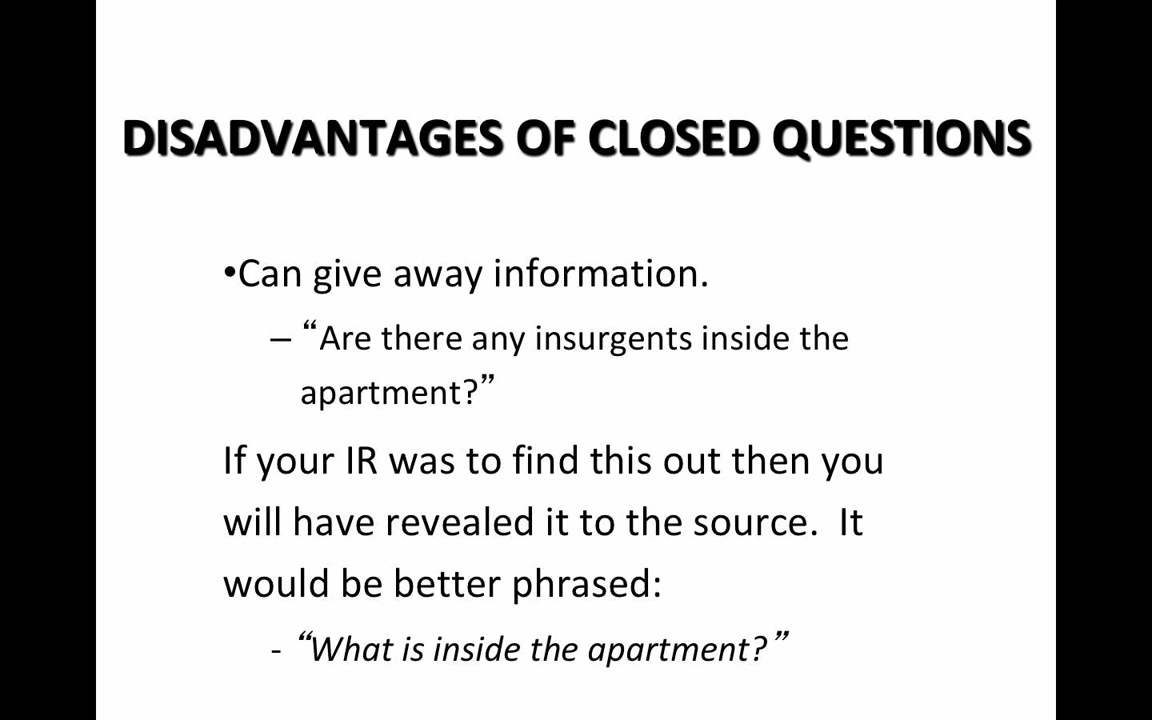 DISADVANTAGES OF CLOSED QUESTIONS
•Can give away information.
– “Are there any insurgents inside the
apartment?”
If your IR was to find this out then you
will have revealed it to the source.  It
would be better phrased:
- “What is inside the apartment?”